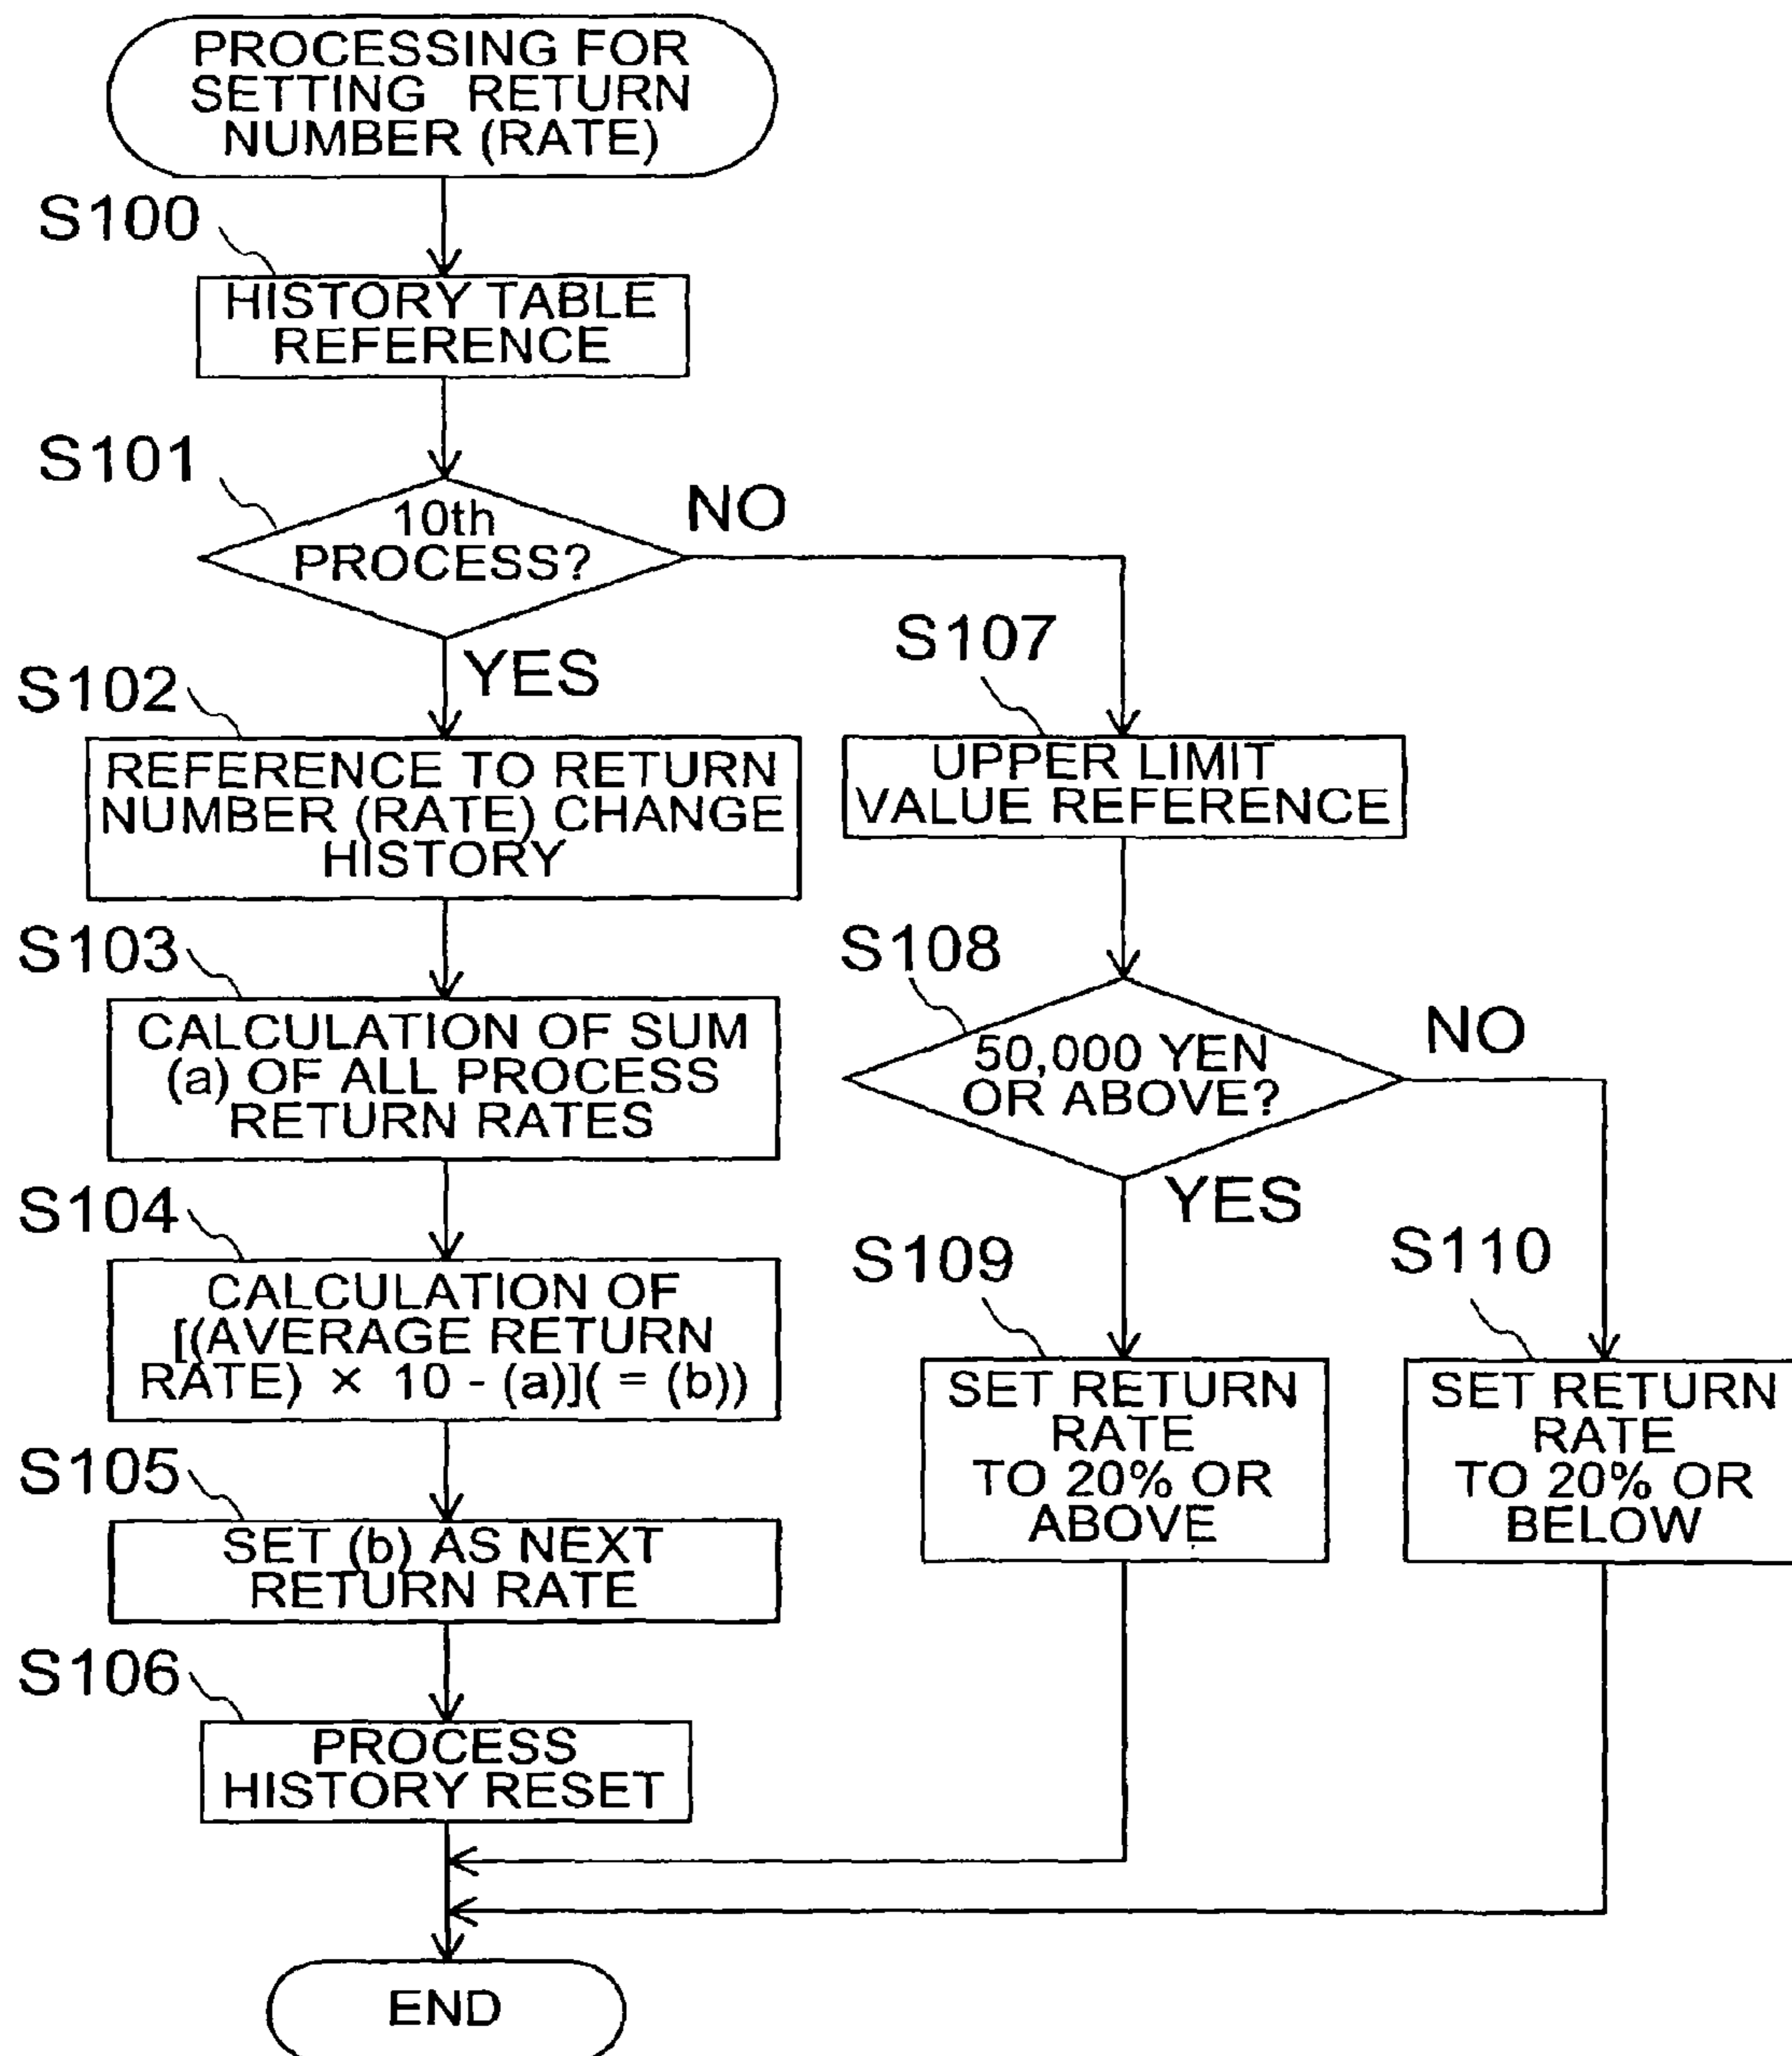 PROCESSING FOR
SETTING RETURN
NUMBER (RATE)
S100
HISTORY TABLE
REFERENCE
S101
10th
PROCESS?
NO
YES
S102
REFERENCE TO RETURN
NUMBER (RATE) CHANGE
HISTORY
S103
CALCULATION OF SUM
(a) OF ALL PROCESS
RETURN RATES
S104
CALCULATION OF
[(AVERAGE RETURN
RATE) × 10 - (a)]( = (b))
S105
SET (b) AS NEXT
RETURN RATE
S106
PROCESS
HISTORY RESET
S107
UPPER LIMIT
VALUE REFERENCE
S108
50,000 YEN
OR ABOVE?
NO
YES
S109
SET RETURN
RATE
TO 20% OR
ABOVE
S110
SET RETURN
RATE
TO 20% OR
BELOW
END